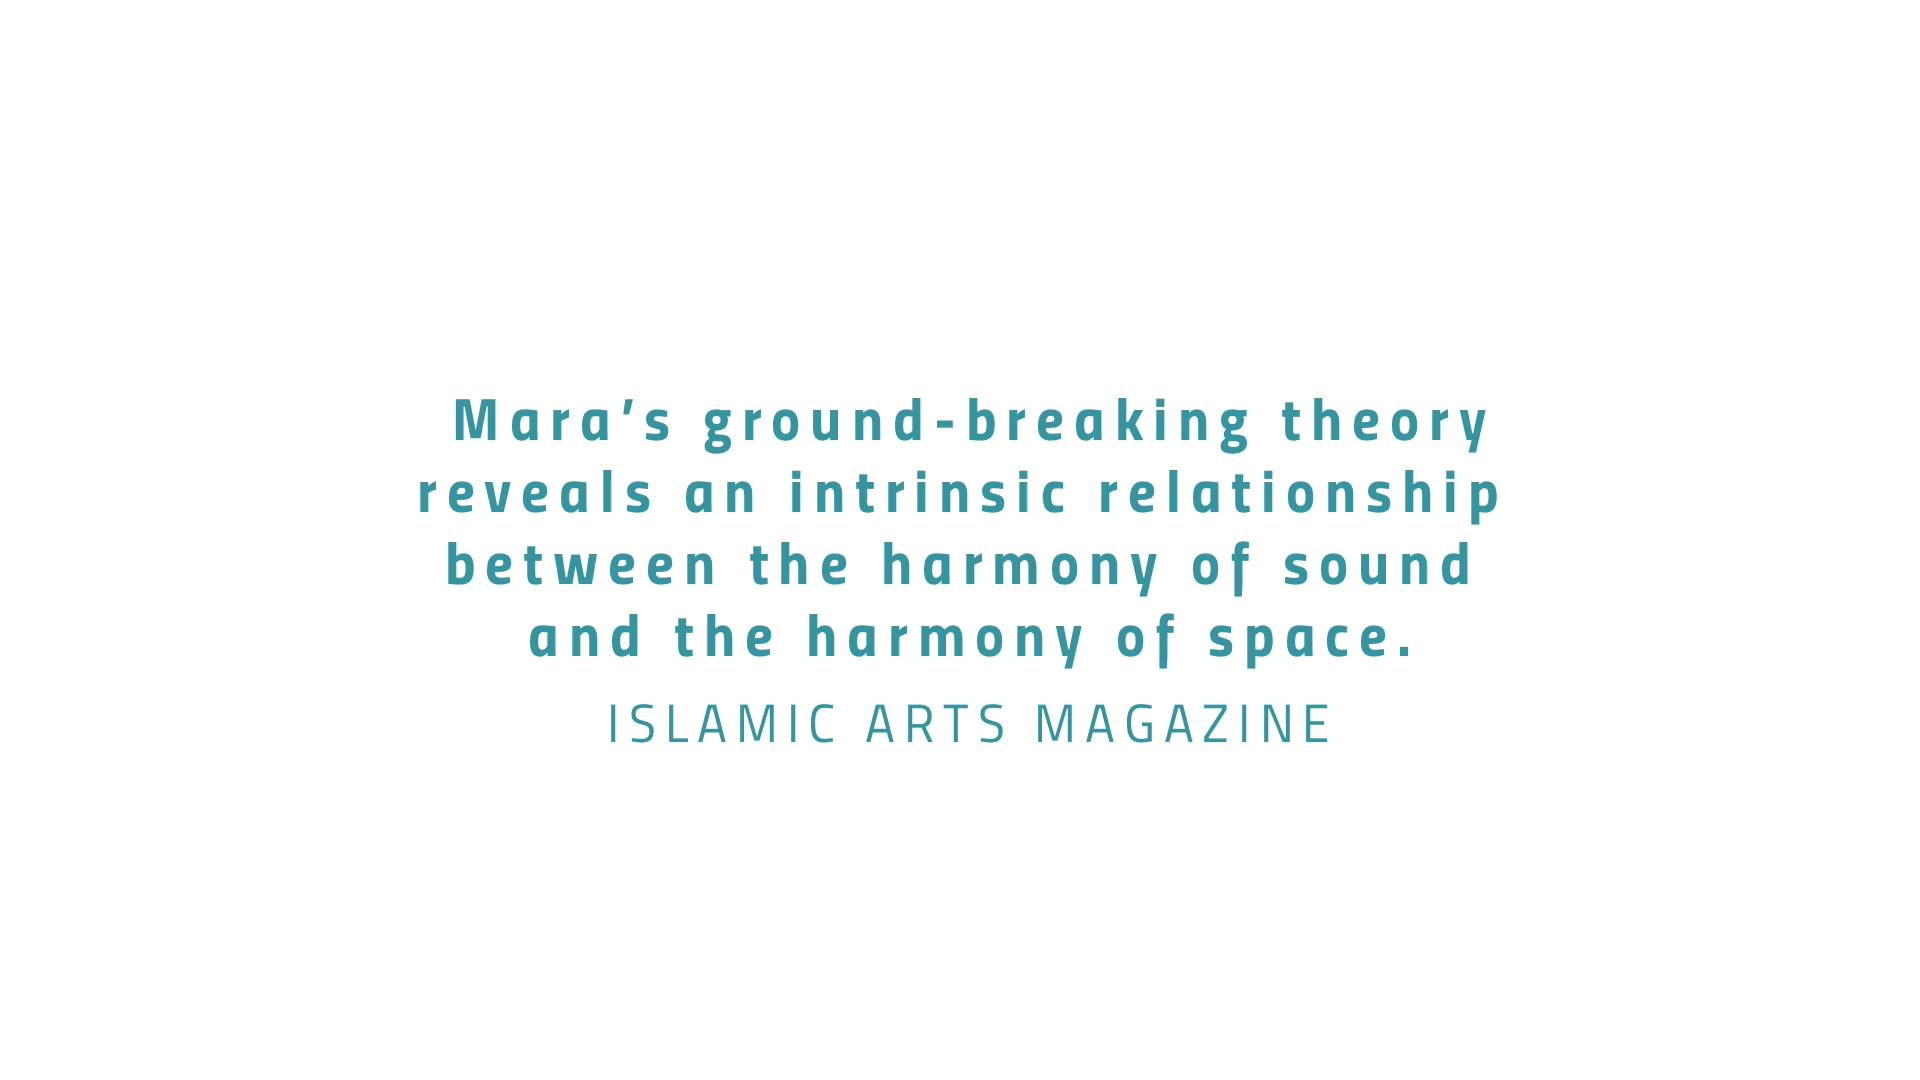 Mara’s ground-breaking theory
reveals an intrinsic relationship
between the harmony of sound
and the harmony of space.
ISLAMIC ARTS MAGAZINE